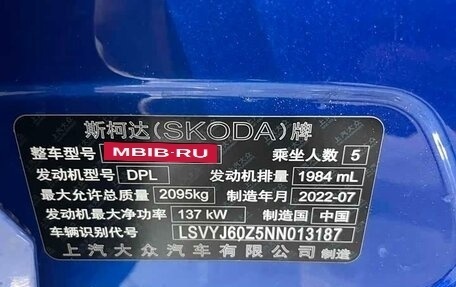 斯柯达(SKODA)牌
整车型号 MBIB·RU 乘坐人数 5
发动机型号 DPL 发动机排量 1984 mL
最大允许总质量 2095kg 制造年月 2022-07
发动机最大净功率 137 kW 制造国 中国
车辆识别代号 LSVYJ60Z5NN013187
上汽大众汽车有限公司 制造